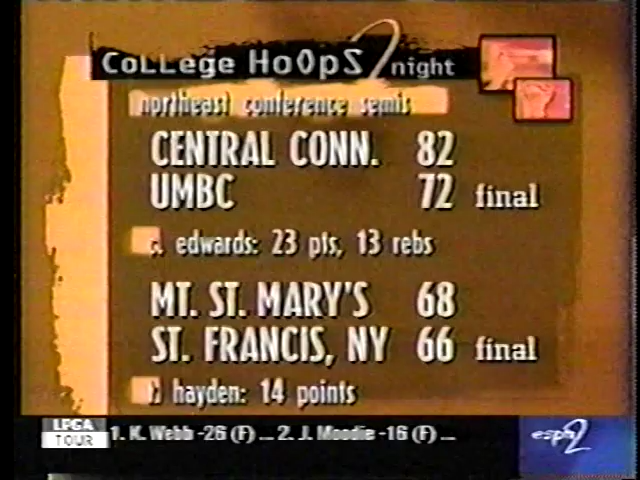 CoLLege HoOpS 2night
northeast conference semis
CENTRAL CONN. 82
UMBC 72 final
edwards: 23 pts, 13 rebs
MT. ST. MARY'S 68
ST. FRANCIS, NY 66 final
hayden: 14 points
LPGA TOUR
1. K. Webb -26 (F) ... 2. J. Moodie -16 (F) ...
espn2